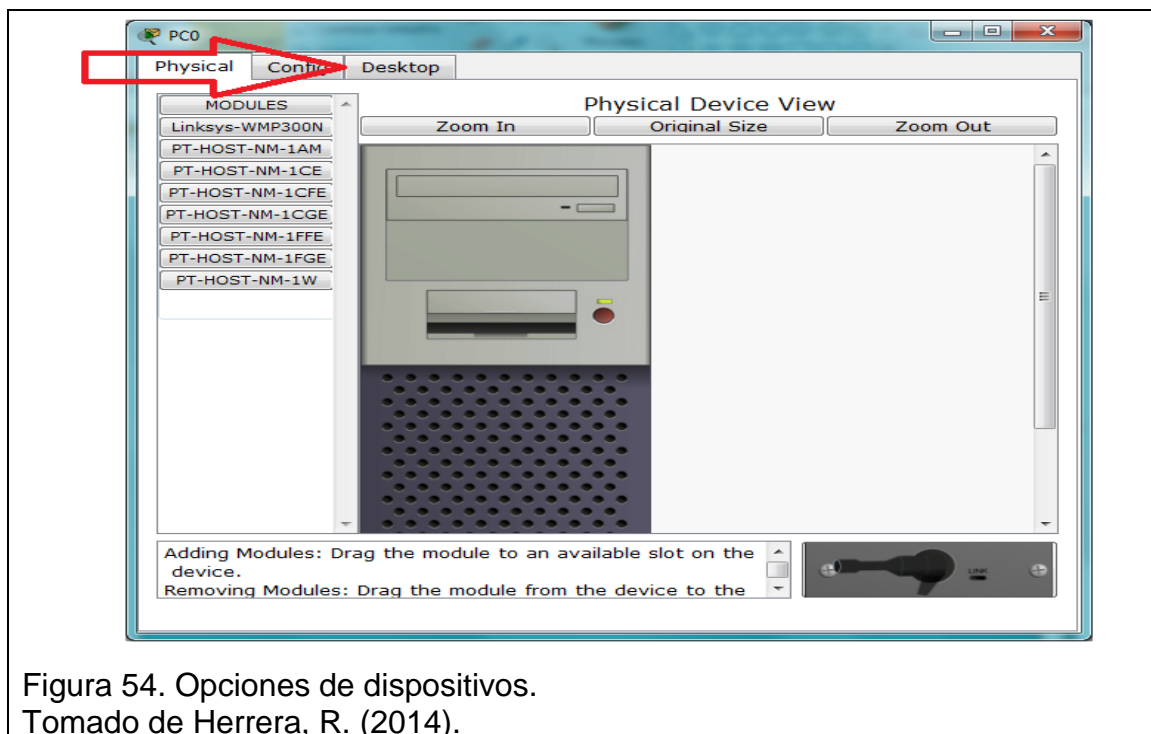 PC0
Physical Config Desktop
MODULES
Linksys-WMP300N
PT-HOST-NM-1AM
PT-HOST-NM-1CE
PT-HOST-NM-1CFE
PT-HOST-NM-1CGE
PT-HOST-NM-1FFE
PT-HOST-NM-1FGE
PT-HOST-NM-1W
Physical Device View
Zoom In Original Size Zoom Out
Adding Modules: Drag the module to an available slot on the
device.
Removing Modules: Drag the module from the device to the
LINK
Figura 54. Opciones de dispositivos.
Tomado de Herrera, R. (2014).